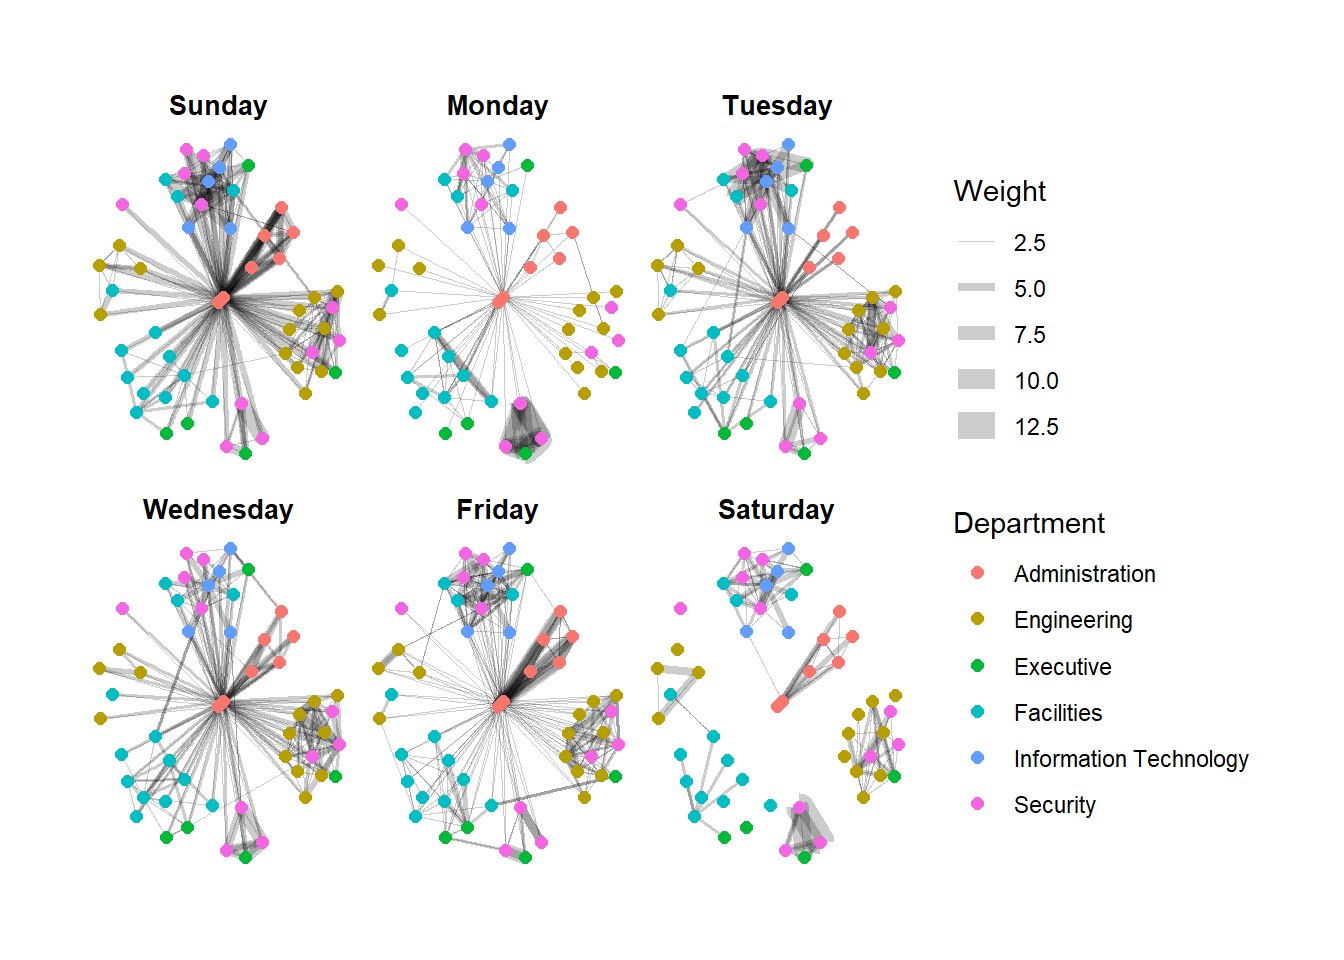 Sunday
Monday
Tuesday
Wednesday
Friday
Saturday
Weight
2.5
5.0
7.5
10.0
12.5
Department
Administration
Engineering
Executive
Facilities
Information Technology
Security